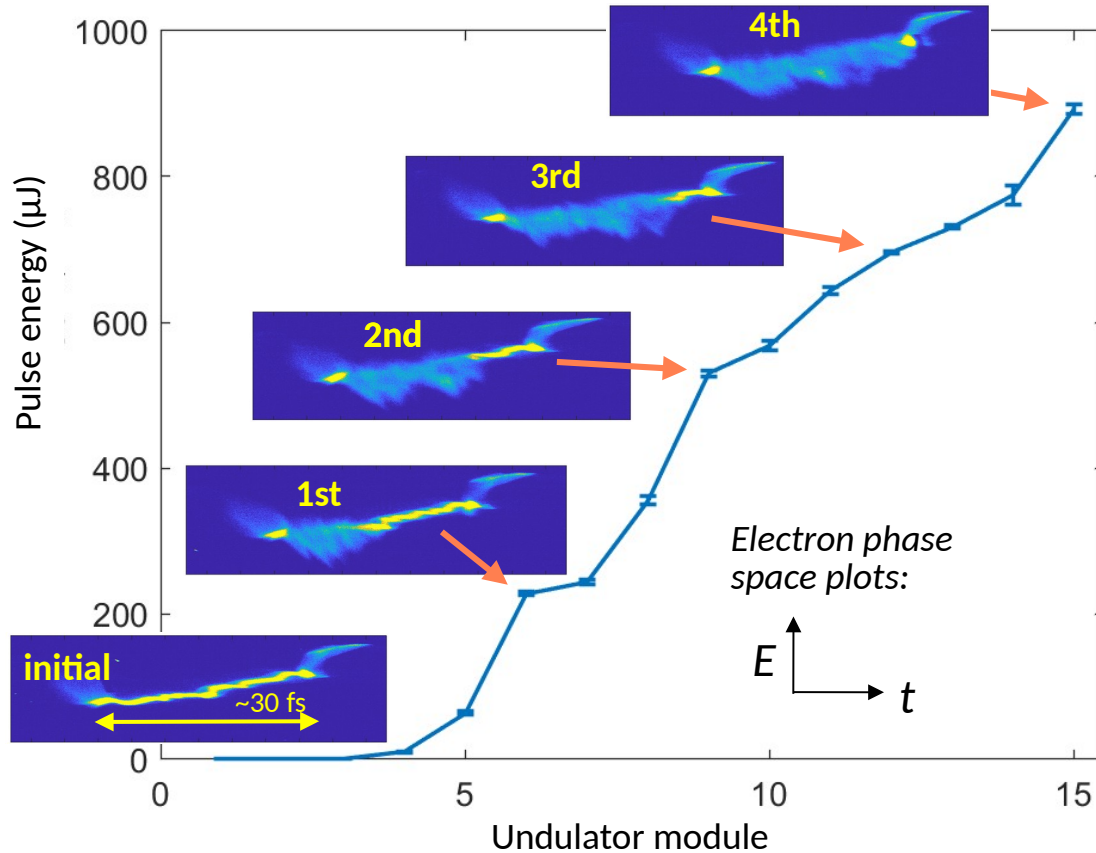 1000
800
600
400
200
0
0
5
10
15
Pulse energy (µJ)
Undulator module
4th
3rd
2nd
1st
initial
~30 fs
Electron phase
space plots:
E
t